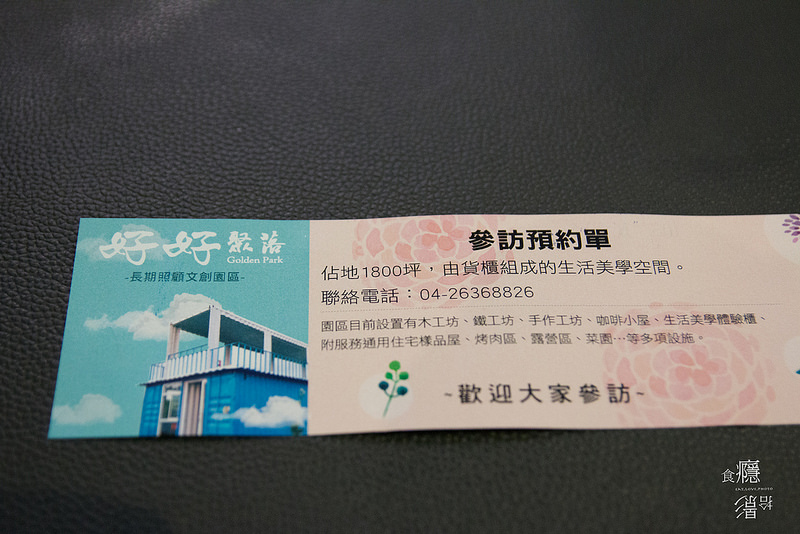 好好聚落
Golden Park
-長期照顧文創園區-
參訪預約單
佔地1800坪，由貨櫃組成的生活美學空間。
聯絡電話：04-26368826
園區目前設置有木工坊、鐵工坊、手作工坊、咖啡小屋、生活美學體驗櫃、
附服務通用住宅樣品屋、烤肉區、露營區、菜園…等多項設施。
~歡迎大家參訪~
食癮
拾影